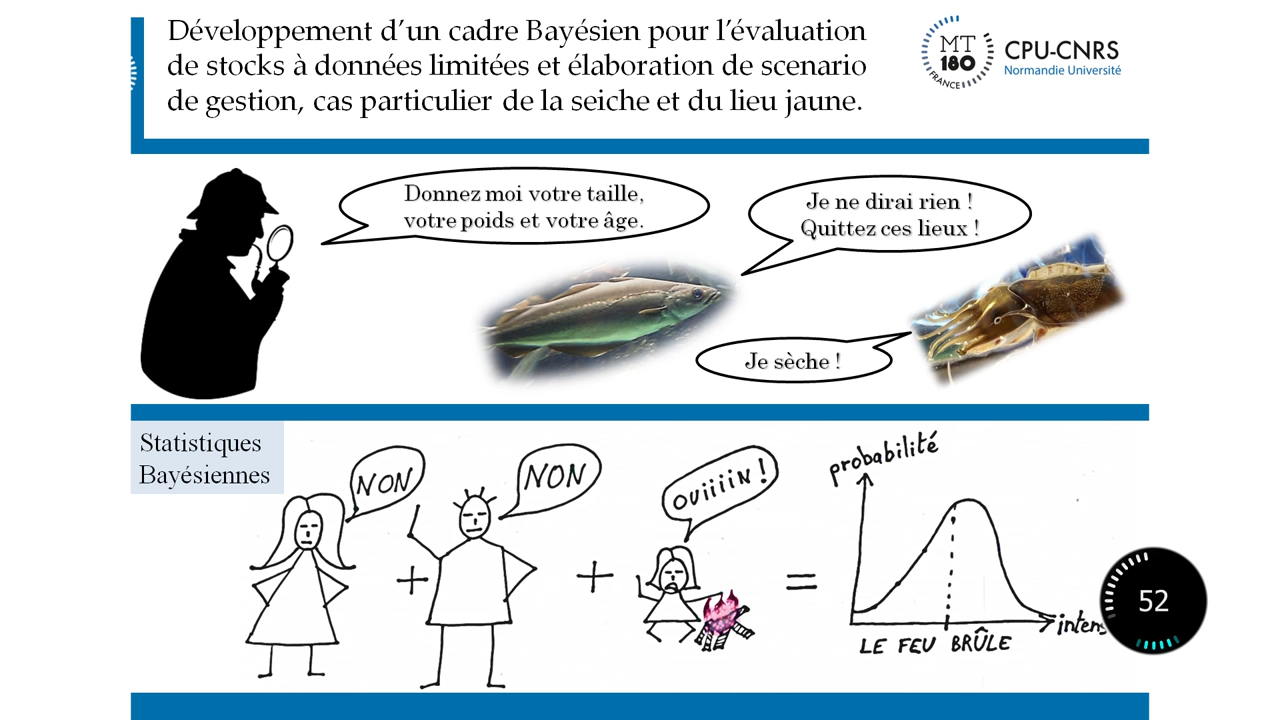 Développement d’un cadre Bayésien pour l’évaluation
de stocks à données limitées et élaboration de scenario
de gestion, cas particulier de la seiche et du lieu jaune.
MT
180
FRANCE
CPU-CNRS
Normandie Université
Donnez moi votre taille,
votre poids et votre âge.
Je ne dirai rien !
Quittez ces lieux !
Je sèche !
Statistiques
Bayésiennes
NON
NON
OUiiiiN !
probabilité
+
+
=
intens
LE FEU BRÛLE
52